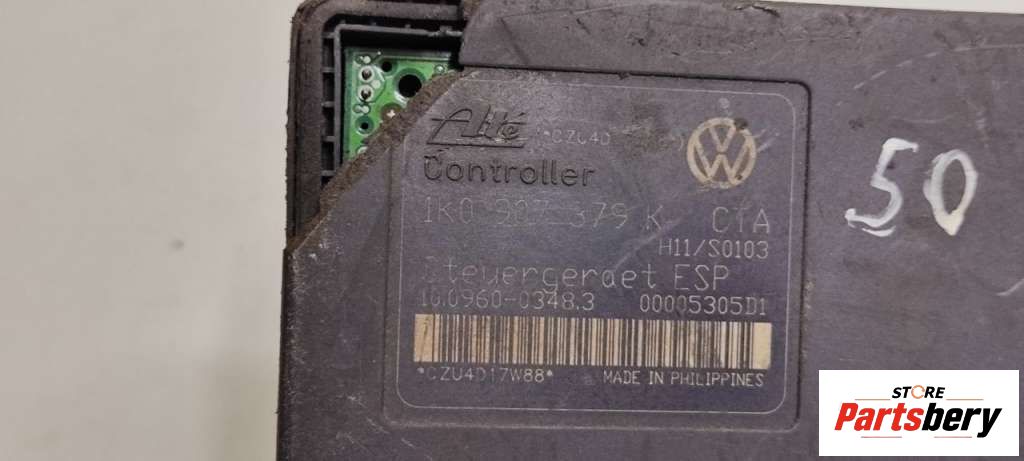 Ate
Controller
1K0 907 379 K CTA
H11/S0103
Steuergeraet ESP
10.0960-0348.3 00005305D1
*CZU4D17W88* MADE IN PHILIPPINES
50
STORE
Partsbery